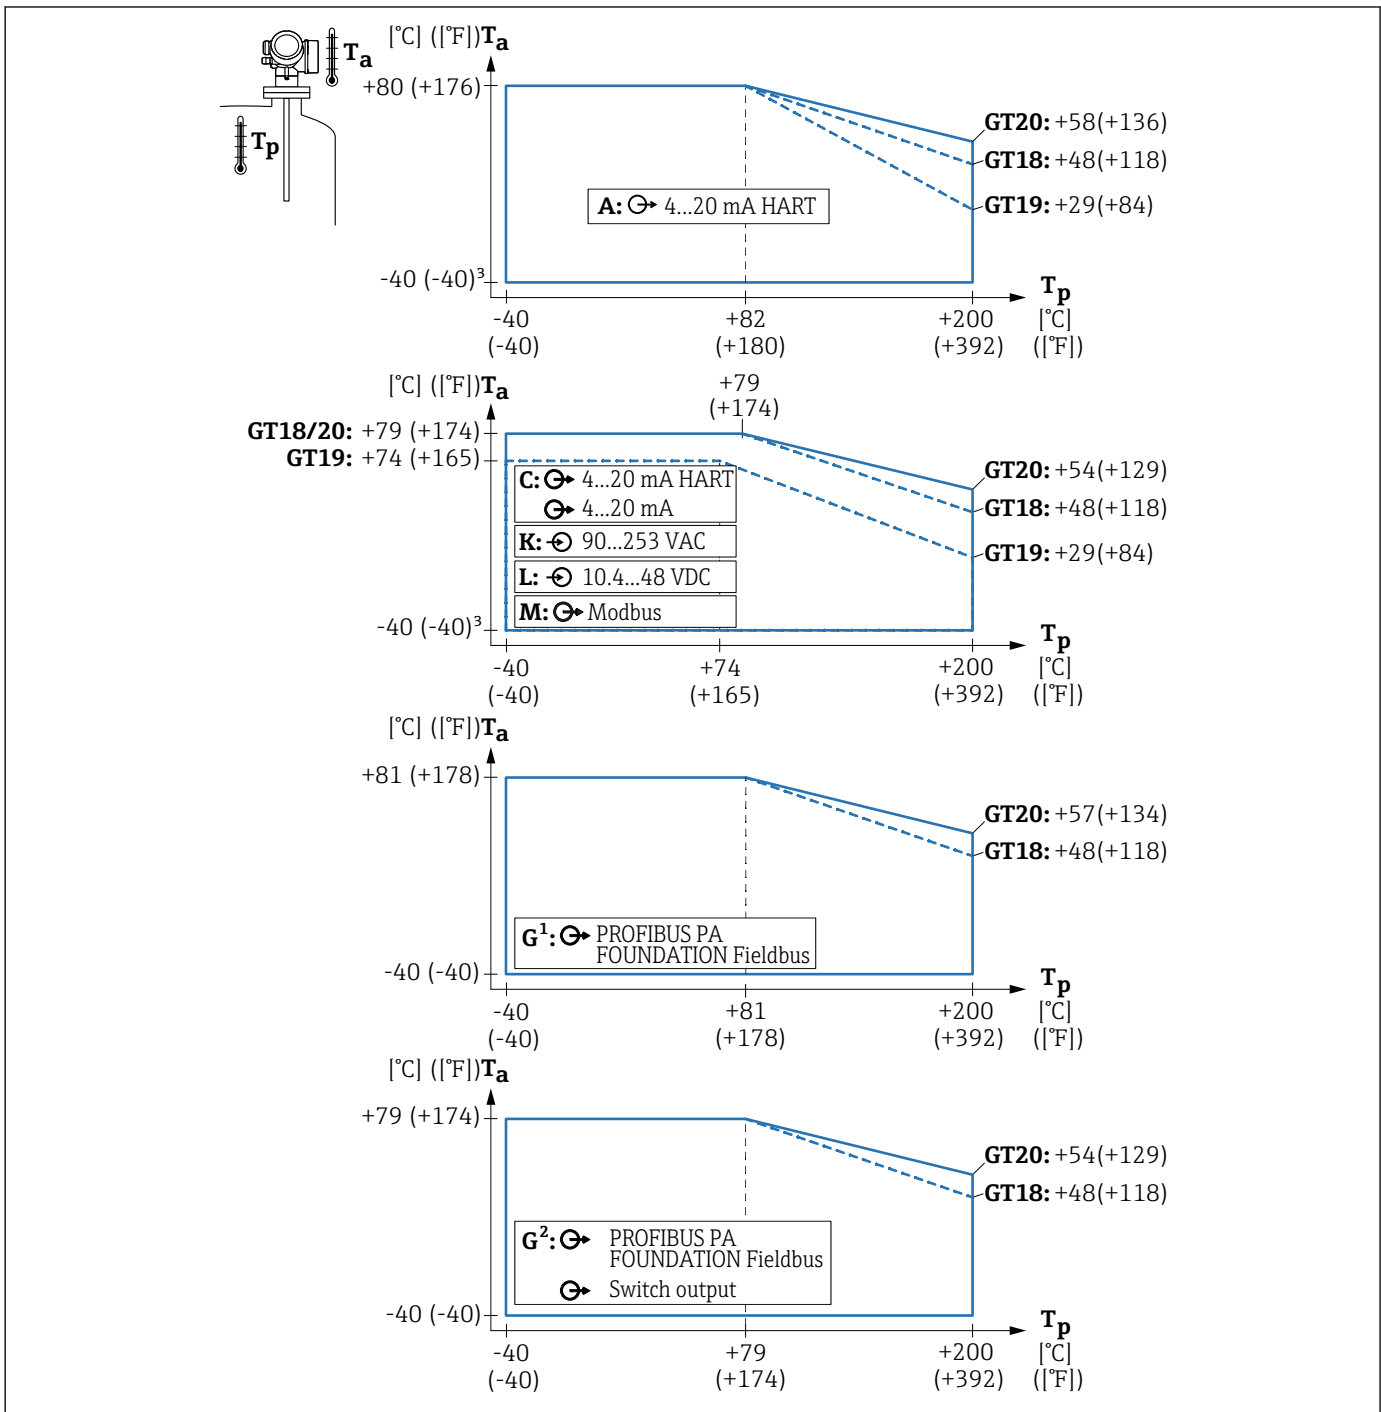 [°C] ([°F]) Ta
Ta
Tp
+80 (+176)
GT20: +58(+136)
GT18: +48(+118)
GT19: +29(+84)
A: 4...20 mA HART
-40 (-40)³
Tp
-40 +82 +200 [°C]
(-40) (+180) (+392) ([°F])
[°C] ([°F]) Ta
+79
(+174)
GT18/20: +79 (+174)
GT19: +74 (+165)
C: 4...20 mA HART
4...20 mA
K: 90...253 VAC
L: 10.4...48 VDC
M: Modbus
GT20: +54(+129)
GT18: +48(+118)
GT19: +29(+84)
-40 (-40)³
Tp
-40 +74 +200 [°C]
(-40) (+165) (+392) ([°F])
[°C] ([°F]) Ta
+81 (+178)
GT20: +57(+134)
GT18: +48(+118)
G¹: PROFIBUS PA
FOUNDATION Fieldbus
-40 (-40)
Tp
-40 +81 +200 [°C]
(-40) (+178) (+392) ([°F])
[°C] ([°F]) Ta
+79 (+174)
GT20: +54(+129)
GT18: +48(+118)
G²: PROFIBUS PA
FOUNDATION Fieldbus
Switch output
-40 (-40)
Tp
-40 +79 +200 [°C]
(-40) (+174) (+392) ([°F])